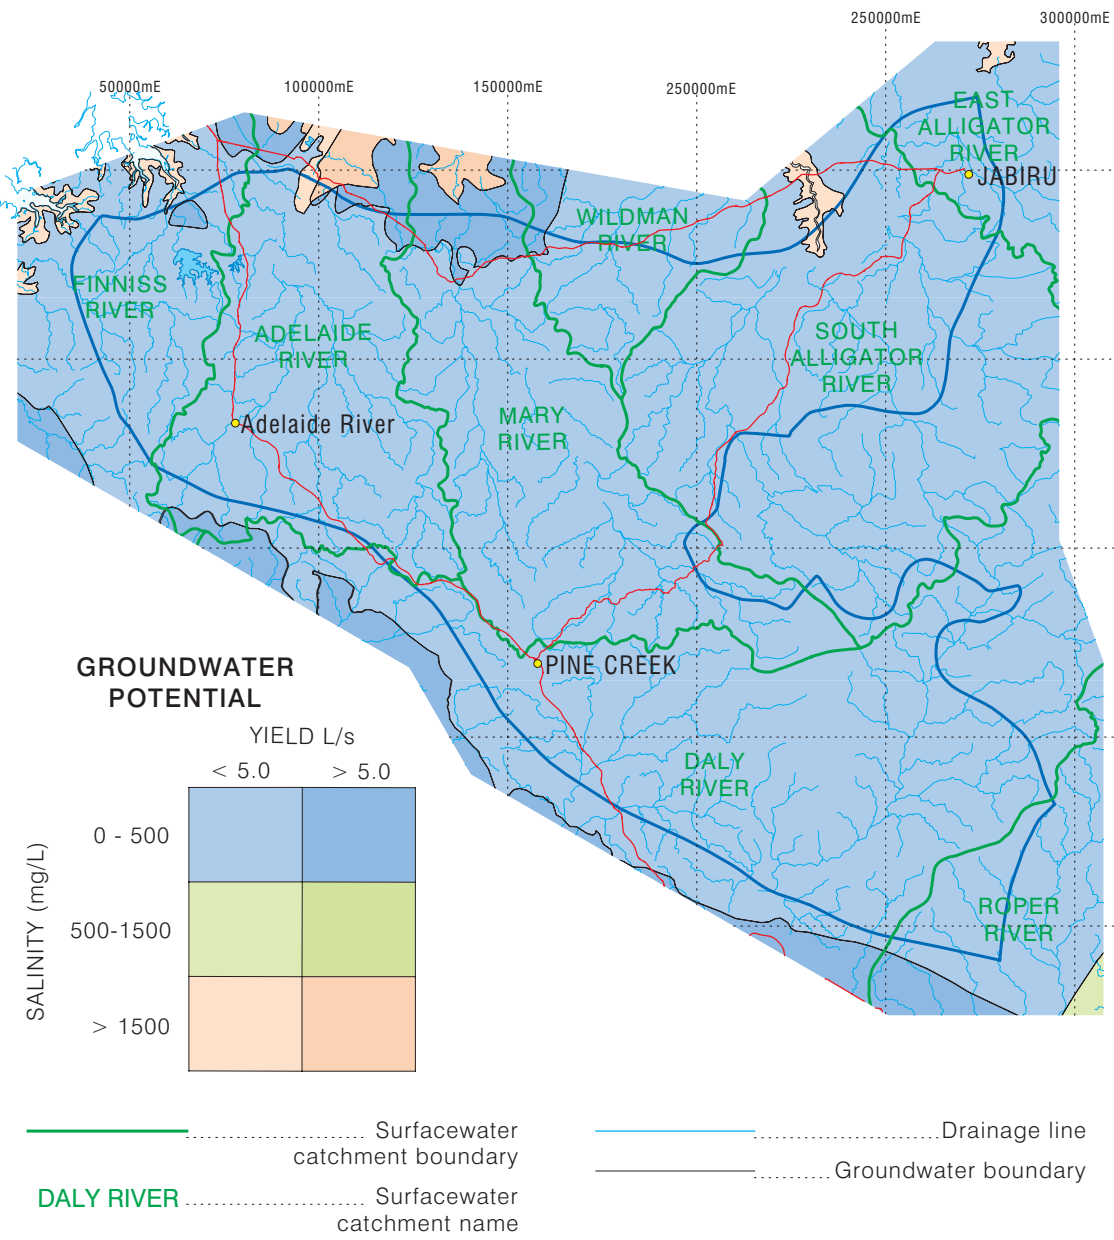 250000mE
300000mE
50000mE
100000mE
150000mE
250000mE
EAST
ALLIGATOR
RIVER
JABIRU
WILDMAN
RIVER
FINNISS
RIVER
ADELAIDE
RIVER
SOUTH
ALLIGATOR
RIVER
Adelaide River
MARY
RIVER
PINE CREEK
DALY
RIVER
ROPER
RIVER
GROUNDWATER
POTENTIAL
YIELD L/s
< 5.0
> 5.0
SALINITY (mg/L)
0 - 500
500-1500
> 1500
Surfacewater
catchment boundary
DALY RIVER
Surfacewater
catchment name
Drainage line
Groundwater boundary